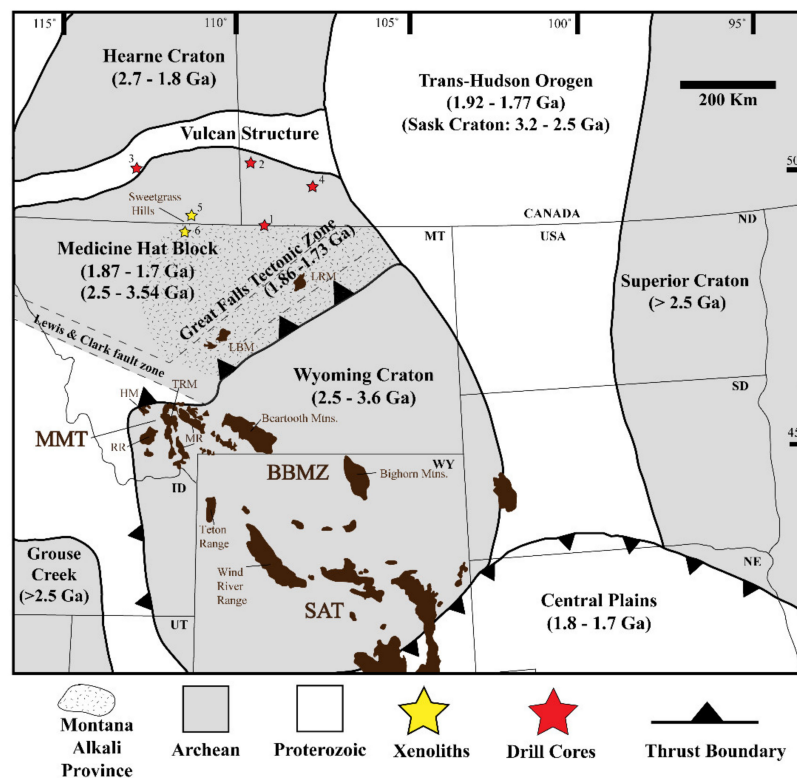 115°
110°
105°
100°
95°
Hearne Craton
(2.7 - 1.8 Ga)
Trans-Hudson Orogen
(1.92 - 1.77 Ga)
(Sask Craton: 3.2 - 2.5 Ga)
200 Km
Vulcan Structure
3
2
4
50
Sweetgrass
Hills
5
6
1
CANADA
MT
USA
ND
Medicine Hat Block
(1.87 - 1.7 Ga)
(2.5 - 3.54 Ga)
Great Falls Tectonic Zone
(1.86 -1.73 Ga)
LRM
LBM
Superior Craton
(> 2.5 Ga)
Lewis & Clark fault zone
Wyoming Craton
(2.5 - 3.6 Ga)
HM
TRM
SD
MMT
RR
MR
Beartooth Mtns.
45
WY
BBMZ
Bighorn Mtns.
ID
Teton
Range
Grouse
Creek
(>2.5 Ga)
Wind
River
Range
NE
SAT
Central Plains
(1.8 - 1.7 Ga)
UT
Montana
Alkali
Province
Archean
Proterozoic
Xenoliths
Drill Cores
Thrust Boundary